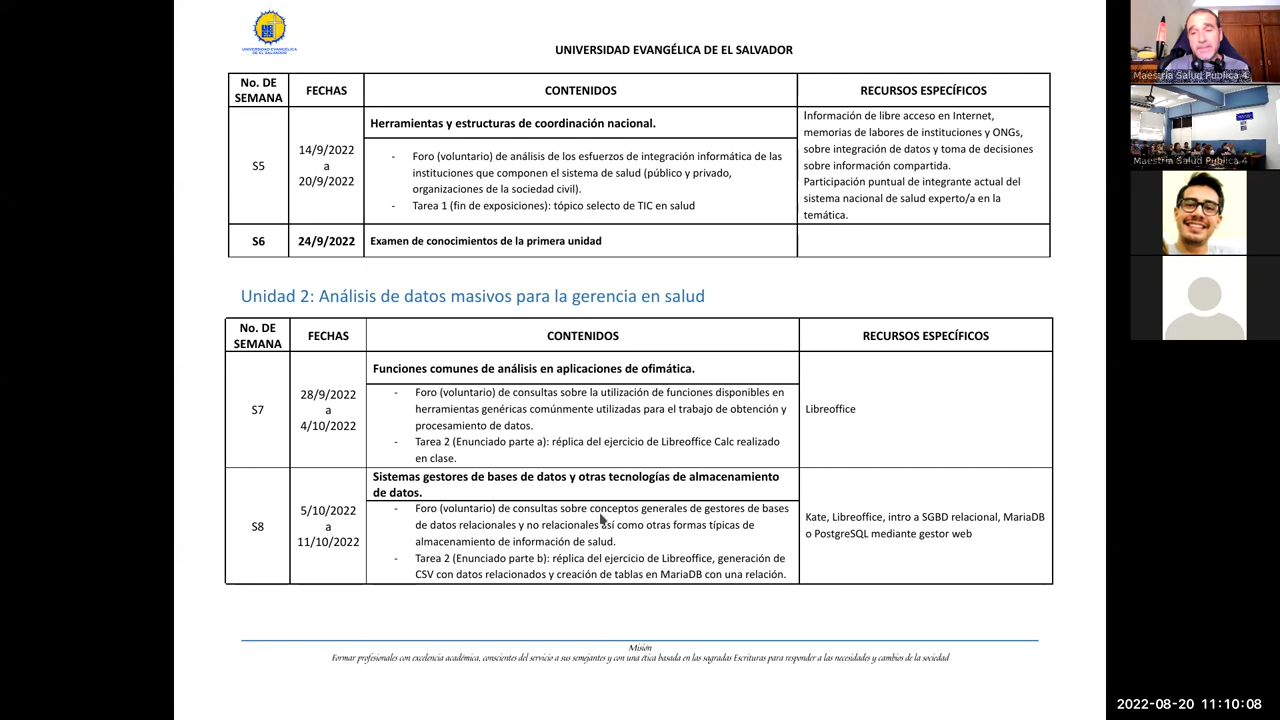 UNIVERSIDAD EVANGÉLICA
DE EL SALVADOR
UNIVERSIDAD EVANGÉLICA DE EL SALVADOR
No. DE
SEMANA
FECHAS
CONTENIDOS
RECURSOS ESPECÍFICOS
S5
14/9/2022
a
20/9/2022
Herramientas y estructuras de coordinación nacional.
- Foro (voluntario) de análisis de los esfuerzos de integración informática de las
instituciones que componen el sistema de salud (público y privado,
organizaciones de la sociedad civil).
- Tarea 1 (fin de exposiciones): tópico selecto de TIC en salud
Información de libre acceso en Internet,
memorias de labores de instituciones y ONGs,
sobre integración de datos y toma de decisiones
sobre información compartida.
Participación puntual de integrante actual del
sistema nacional de salud experto/a en la
temática.
S6
24/9/2022
Examen de conocimientos de la primera unidad
Unidad 2: Análisis de datos masivos para la gerencia en salud
No. DE
SEMANA
FECHAS
CONTENIDOS
RECURSOS ESPECÍFICOS
S7
28/9/2022
a
4/10/2022
Funciones comunes de análisis en aplicaciones de ofimática.
- Foro (voluntario) de consultas sobre la utilización de funciones disponibles en
herramientas genéricas comúnmente utilizadas para el trabajo de obtención y
procesamiento de datos.
- Tarea 2 (Enunciado parte a): réplica del ejercicio de Libreoffice Calc realizado
en clase.
Libreoffice
S8
5/10/2022
a
11/10/2022
Sistemas gestores de bases de datos y otras tecnologías de almacenamiento
de datos.
- Foro (voluntario) de consultas sobre conceptos generales de gestores de bases
de datos relacionales y no relacionales así como otras formas típicas de
almacenamiento de información de salud.
- Tarea 2 (Enunciado parte b): réplica del ejercicio de Libreoffice, generación de
CSV con datos relacionados y creación de tablas en MariaDB con una relación.
Kate, Libreoffice, intro a SGBD relacional, MariaDB
o PostgreSQL mediante gestor web
Misión
Formar profesionales con excelencia académica, conscientes del servicio a sus semejantes y con una ética basada en las sagradas Escrituras para responder a las necesidades y cambios de la sociedad
Maestria Salud Publica 4
Maestria Salud Publica 4
2022-08-20 11:10:08